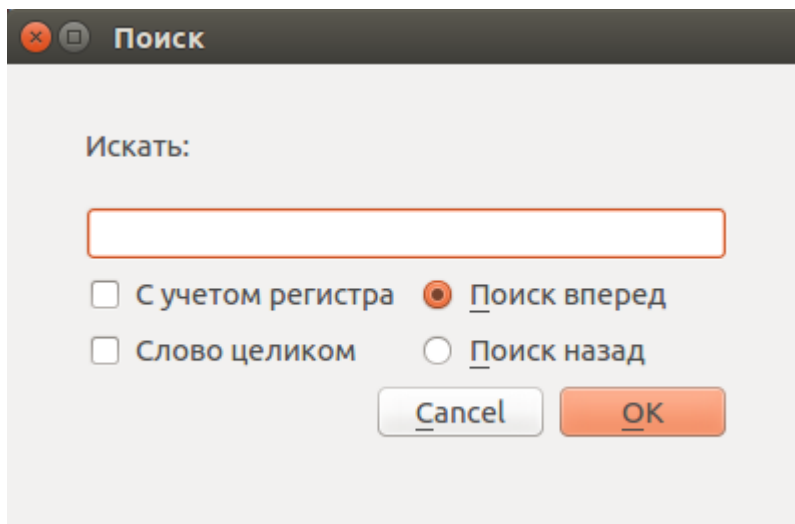 Поиск
Искать:
С учетом регистра Поиск вперед
Слово целиком Поиск назад
Cancel OK